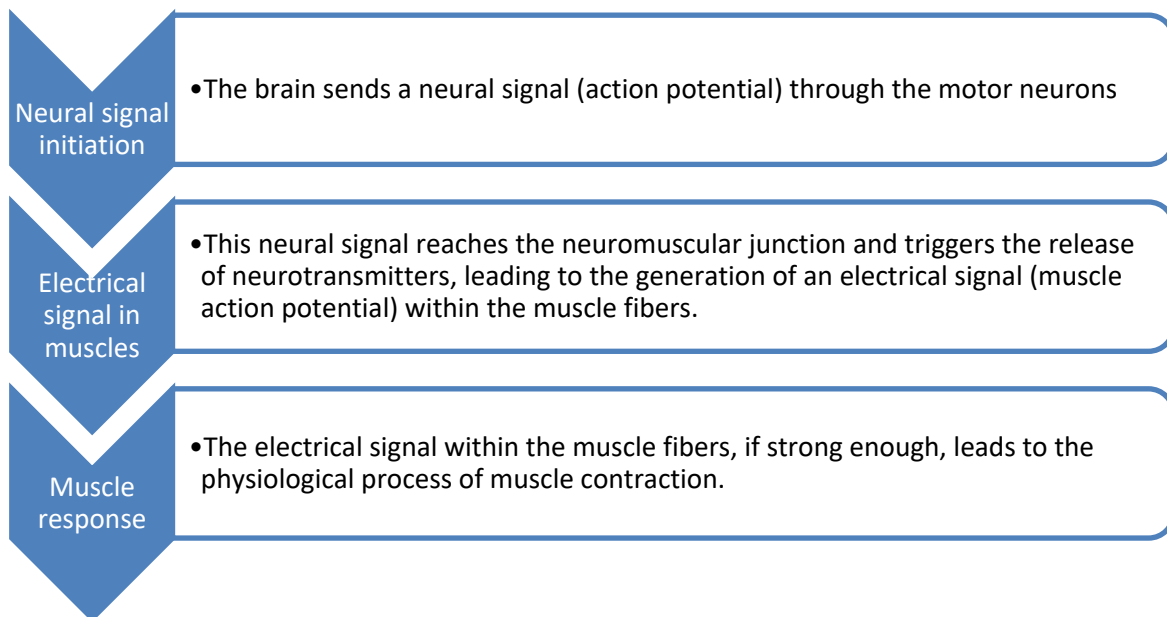 Neural signal
initiation
•The brain sends a neural signal (action potential) through the motor neurons
Electrical
signal in
muscles
•This neural signal reaches the neuromuscular junction and triggers the release
of neurotransmitters, leading to the generation of an electrical signal (muscle
action potential) within the muscle fibers.
Muscle
response
•The electrical signal within the muscle fibers, if strong enough, leads to the
physiological process of muscle contraction.